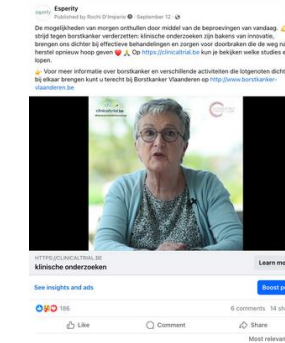 Esperity
Published by Rochi D'Imperio · September 12 ·
De mogelijkheden van morgen onthullen door middel van de beproevingen van vandaag.
strijd tegen borstkanker verderzetten: klinische onderzoeken zijn bakens van innovatie,
brengen ons dichter bij effectieve behandelingen en zorgen voor doorbraken die de weg na
herstel opnieuw hoop geven Op https://clinicaltrial.be kun je bekijken welke studies e
lopen.
Voor meer informatie over borstkanker en verschillende activiteiten die lotgenoten dicht
bij elkaar brengen kunt u terecht bij Borstkanker Vlaanderen op http://www.borstkanker-
vlaanderen.be
clinicaltrial.be
HTTPS://CLINICALTRIAL.BE
klinische onderzoeken
Learn mo
See insights and ads
Boost po
186
6 comments 14 sha
Like Comment Share
Most relevan